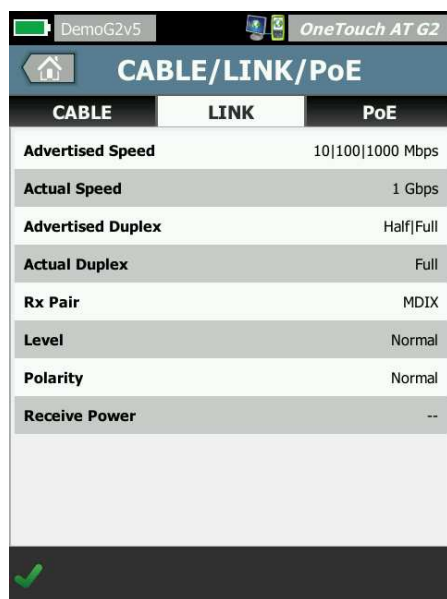 DemoG2v5 OneTouch AT G2
CABLE/LINK/PoE
CABLE LINK PoE
Advertised Speed 10|100|1000 Mbps
Actual Speed 1 Gbps
Advertised Duplex Half|Full
Actual Duplex Full
Rx Pair MDIX
Level Normal
Polarity Normal
Receive Power --